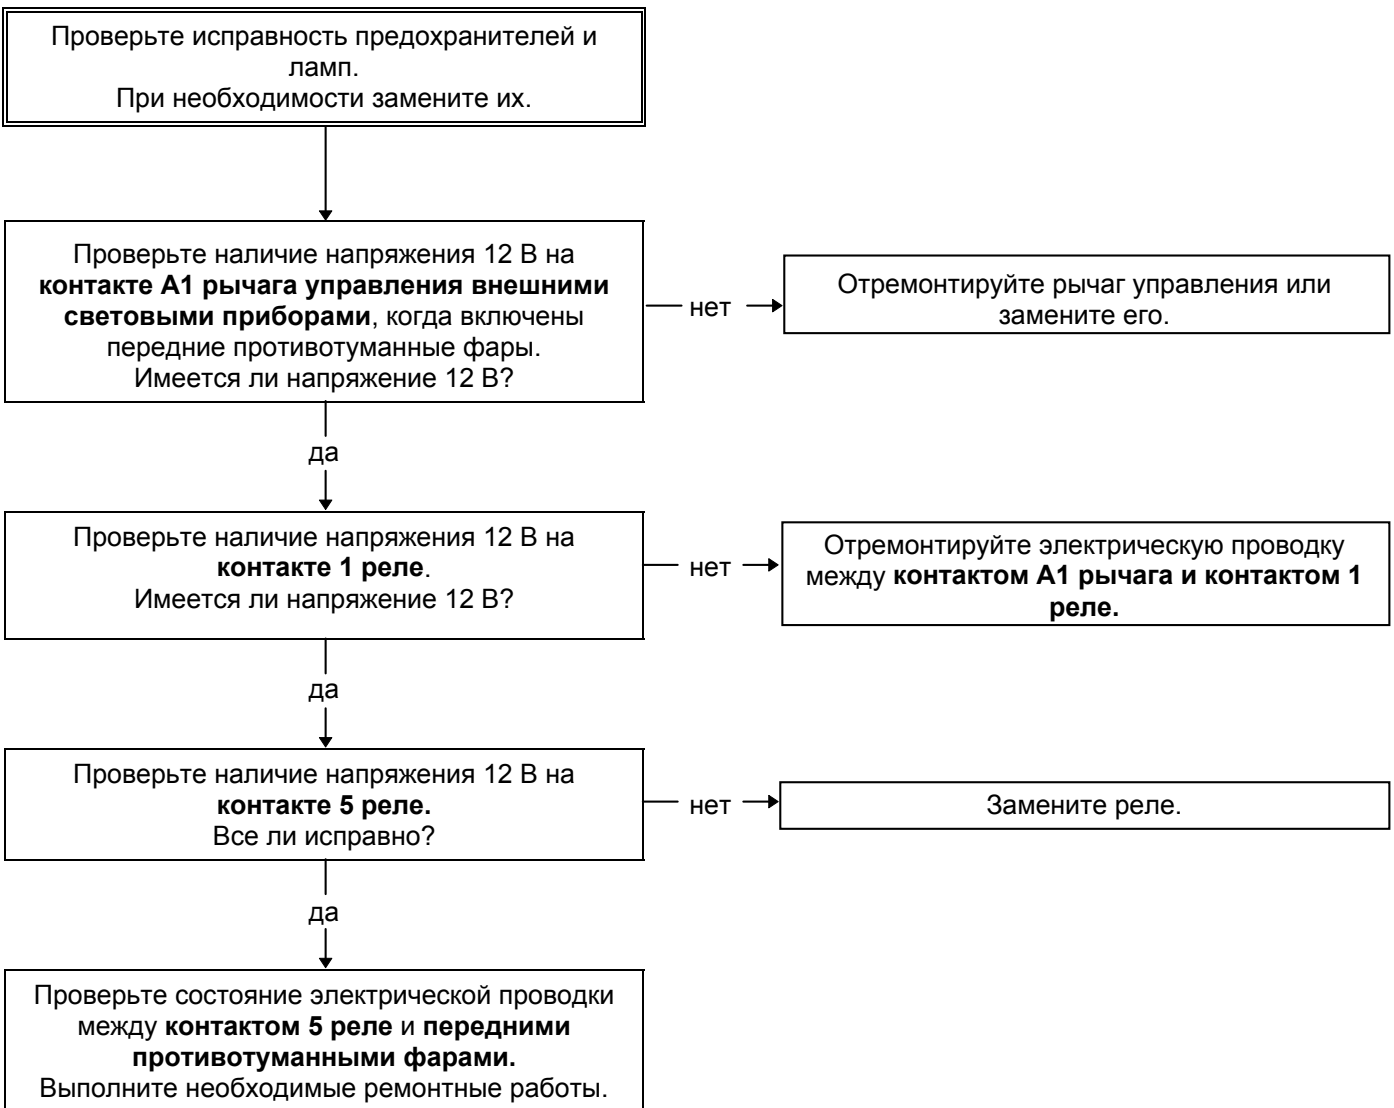 Проверьте исправность предохранителей и
ламп.
При необходимости замените их.
Проверьте наличие напряжения 12 В на
контакте А1 рычага управления внешними
световыми приборами, когда включены
передние противотуманные фары.
Имеется ли напряжение 12 В?
нет
Отремонтируйте рычаг управления или
замените его.
да
Проверьте наличие напряжения 12 В на
контакте 1 реле.
Имеется ли напряжение 12 В?
нет
Отремонтируйте электрическую проводку
между контактом А1 рычага и контактом 1
реле.
да
Проверьте наличие напряжения 12 В на
контакте 5 реле.
Все ли исправно?
нет
Замените реле.
да
Проверьте состояние электрической проводки
между контактом 5 реле и передними
противотуманными фарами.
Выполните необходимые ремонтные работы.